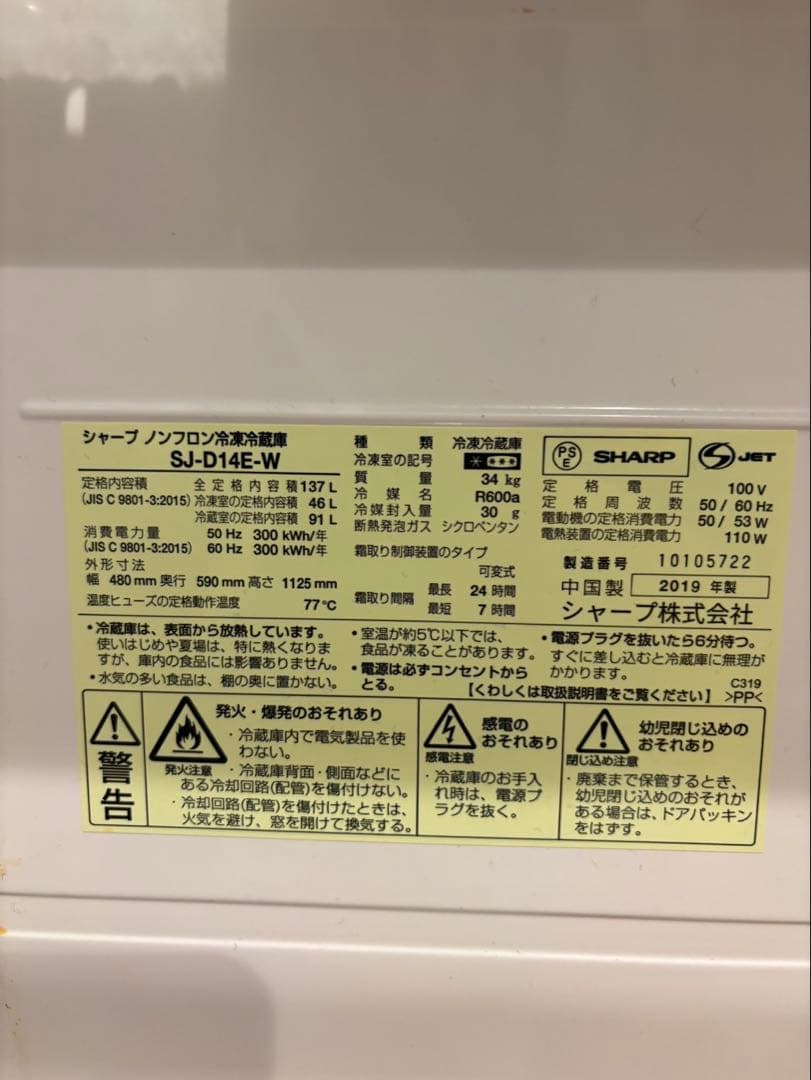 シャープ ノンフロン冷凍冷蔵庫
SJ-D14E-W
定格内容積 全定格内容積 137 L
(JIS C 9801-3:2015) 冷凍室の定格内容積 46 L
冷蔵室の定格内容積 91 L
消費電力量 50 Hz 300 kWh/年
(JIS C 9801-3:2015) 60 Hz 300 kWh/年
外形寸法
幅 480 mm 奥行 590 mm 高さ 1125 mm
温度ヒューズの定格動作温度 77℃
種類 冷凍冷蔵庫
冷凍室の記号
質量 34 kg
冷媒名 R600a
冷媒封入量 30 g
断熱発泡ガス シクロペンタン
霜取り制御装置のタイプ
可変式
霜取り間隔 最長 24 時間
最短 7 時間
PS E SHARP S JET
定格電圧 100 V
定格周波数 50 / 60 Hz
電動機の定格消費電力 50 / 53 W
電熱装置の定格消費電力 110 W
製造番号 10105722
中国製 2019 年製
シャープ株式会社
・冷蔵庫は、表面から放熱しています。
使いはじめや夏場は、特に熱くなりま
すが、庫内の食品には影響ありません。
・水気の多い食品は、棚の奥に置かない。
・室温が約5℃以下では、
食品が凍ることがあります。
・電源は必ずコンセントから
とる。
・電源プラグを抜いたら6分待つ。
すぐに差し込むと冷蔵庫に無理が
かかります。
C319
【くわしくは取扱説明書をご覧ください】 >PP<
警告
発火・爆発のおそれあり
発火注意
・冷蔵庫内で電気製品を使
わない。
・冷蔵庫背面・側面などに
ある冷却回路(配管)を傷付けない。
・冷却回路(配管)を傷付けたときは、
火気を避け、窓を開けて換気する。
感電の
おそれあり
感電注意
・冷蔵庫のお手入
れ時は、電源プ
ラグを抜く。
幼児閉じ込めの
おそれあり
閉じ込め注意
・廃棄まで保管するとき、
幼児閉じ込めのおそれが
ある場合は、ドアパッキン
をはずす。